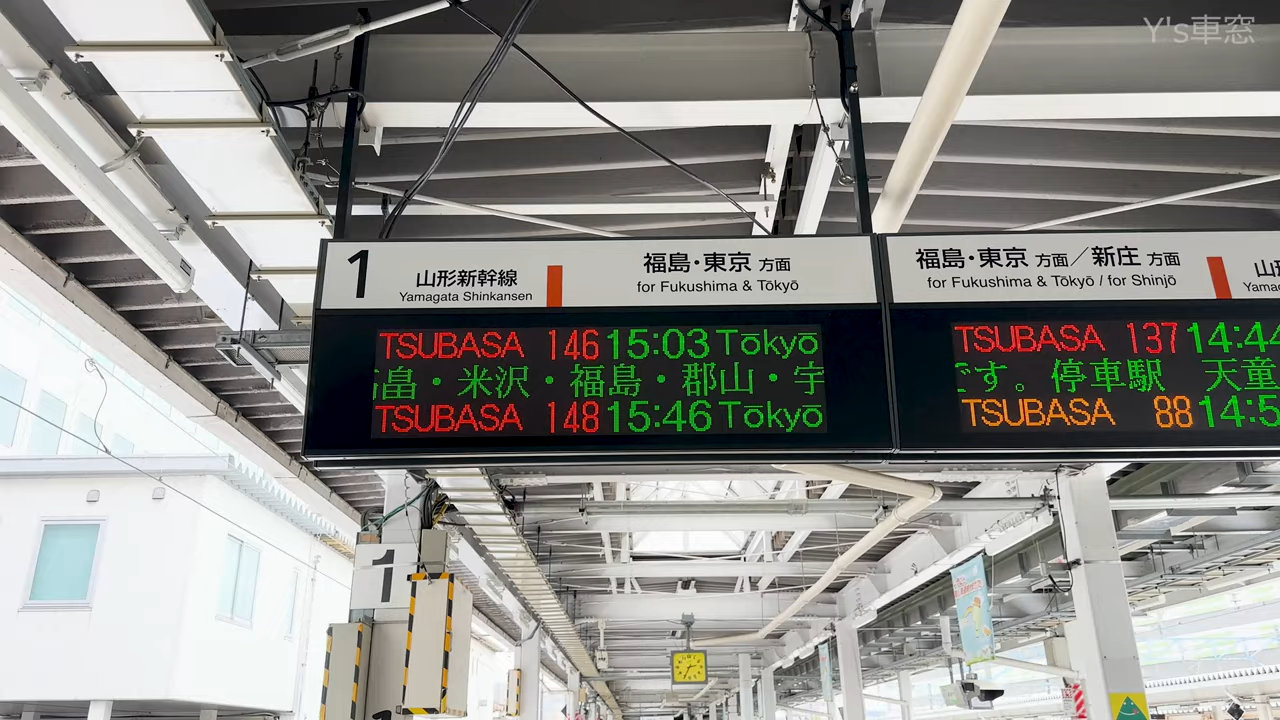 Y's車窓
1 山形新幹線 福島・東京 方面
Yamagata Shinkansen for Fukushima & Tōkyō
TSUBASA 146 15:03 Tōkyō
畠・米沢・福島・郡山・宇
TSUBASA 148 15:46 Tōkyō
福島・東京 方面／新庄 方面
for Fukushima & Tōkyō / for Shinjō
TSUBASA 137 14:44
です。停車駅 天童
TSUBASA 88 14:5
1